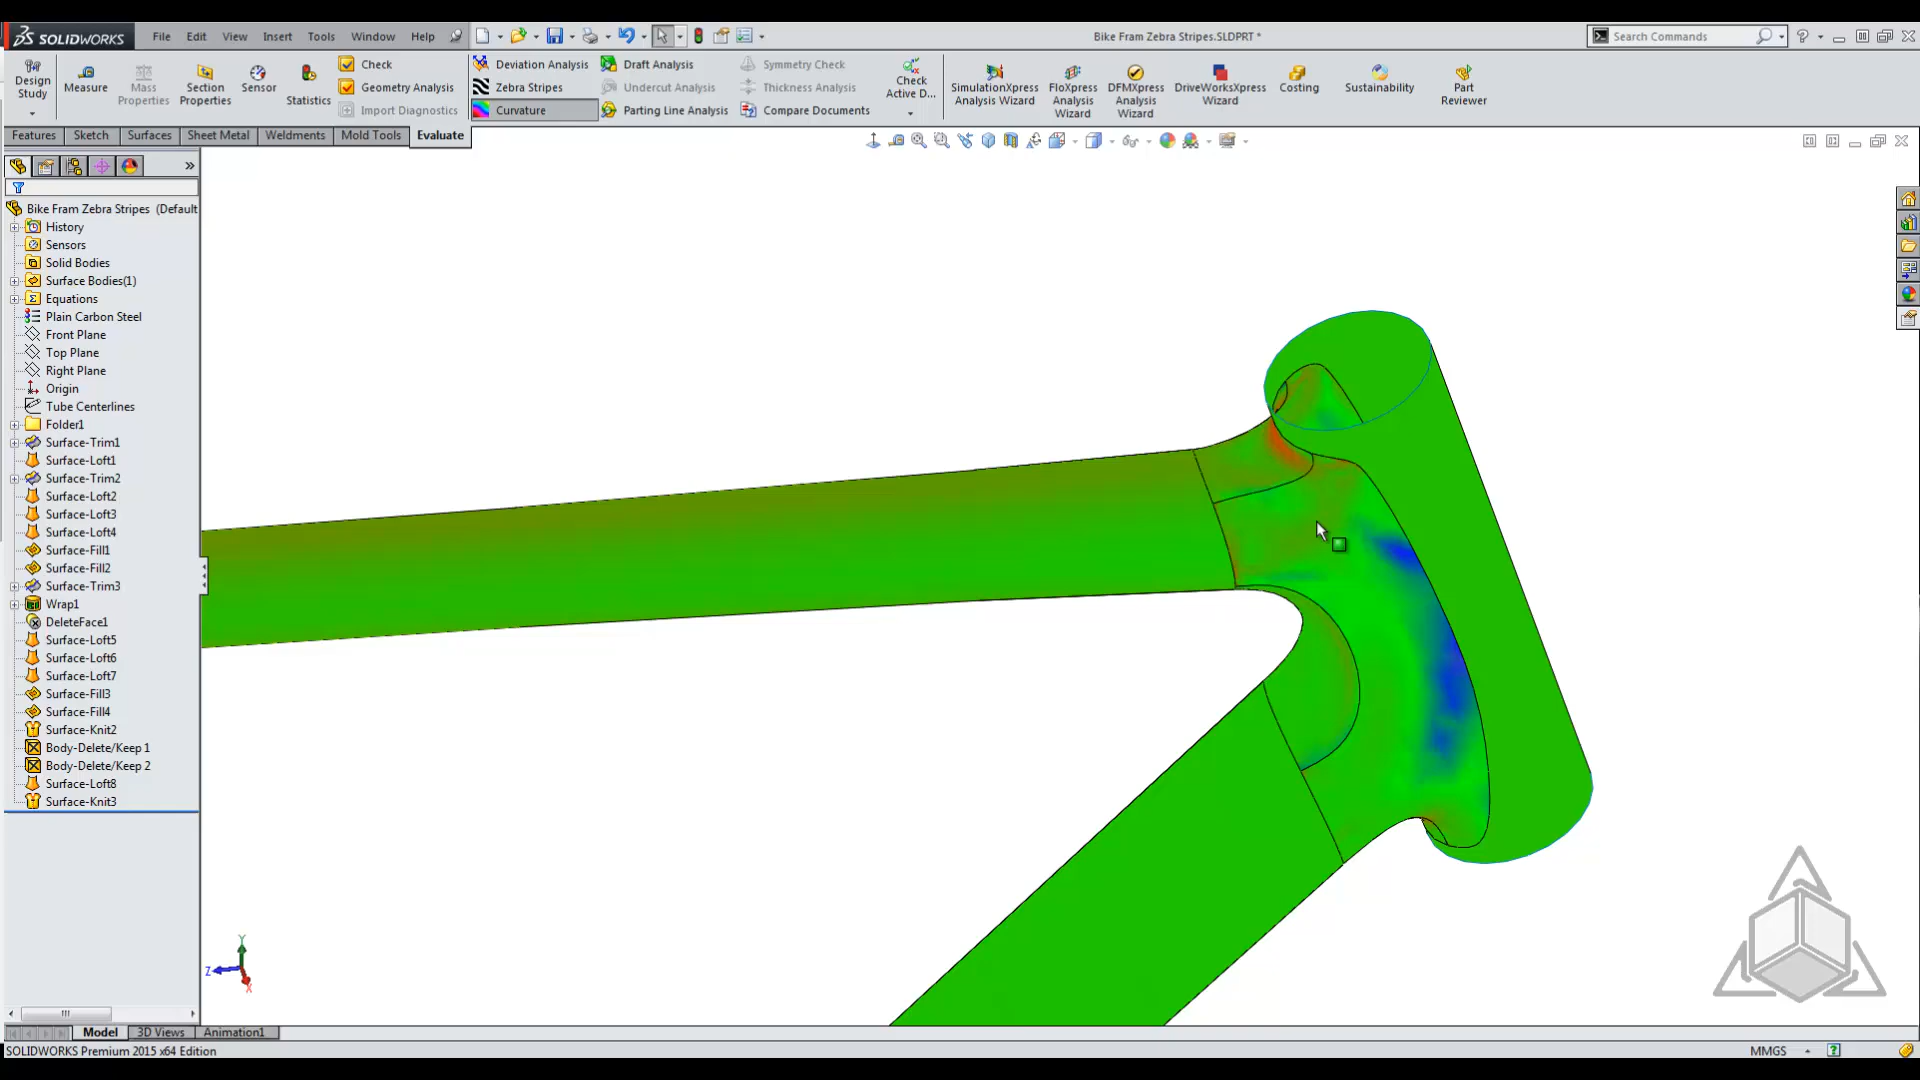 SOLIDWORKS File Edit View Insert Tools Window Help Bike Fram Zebra Stripes.SLDPRT * Search Commands
Design Study
Measure
Mass Properties
Section Properties
Sensor
Statistics
Check
Geometry Analysis
Import Diagnostics
Deviation Analysis
Zebra Stripes
Curvature
Draft Analysis
Undercut Analysis
Parting Line Analysis
Symmetry Check
Thickness Analysis
Compare Documents
Check Active D...
SimulationXpress Analysis Wizard
FloXpress Analysis Wizard
DFMXpress Analysis Wizard
DriveWorksXpress Wizard
Costing
Sustainability
Part Reviewer
Features Sketch Surfaces Sheet Metal Weldments Mold Tools Evaluate
Bike Fram Zebra Stripes (Default
History
Sensors
Solid Bodies
Surface Bodies(1)
Equations
Plain Carbon Steel
Front Plane
Top Plane
Right Plane
Origin
Tube Centerlines
Folder1
Surface-Trim1
Surface-Loft1
Surface-Trim2
Surface-Loft2
Surface-Loft3
Surface-Loft4
Surface-Fill1
Surface-Fill2
Surface-Trim3
Wrap1
DeleteFace1
Surface-Loft5
Surface-Loft6
Surface-Loft7
Surface-Fill3
Surface-Fill4
Surface-Knit2
Body-Delete/Keep 1
Body-Delete/Keep 2
Surface-Loft8
Surface-Knit3
Y
Z
X
Model 3D Views Animation1
SOLIDWORKS Premium 2015 x64 Edition MMGS